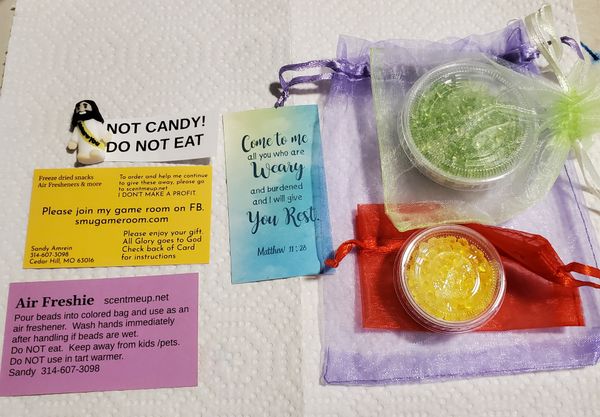 NOT CANDY!
DO NOT EAT
Freeze dried snacks
Air Fresheners & more
To order and help me continue
to give these away, please go
to scentmeup.net
I DON'T MAKE A PROFIT.
Please join my game room on FB.
smugameroom.com
Sandy Amrein
314-607-3098
Cedar Hill, MO 63016
Please enjoy your gift.
All Glory goes to God
Check back of Card
for instructions
Air Freshie scentmeup.net
Pour beads into colored bag and use as an
air freshener. Wash hands immediately
after handling if beads are wet.
Do NOT eat. Keep away from kids /pets.
Do NOT use in tart warmer.
Sandy 314-607-3098
Come to me
all you who are
Weary
and burdened
and I will give
You Rest.
Matthew 11:28